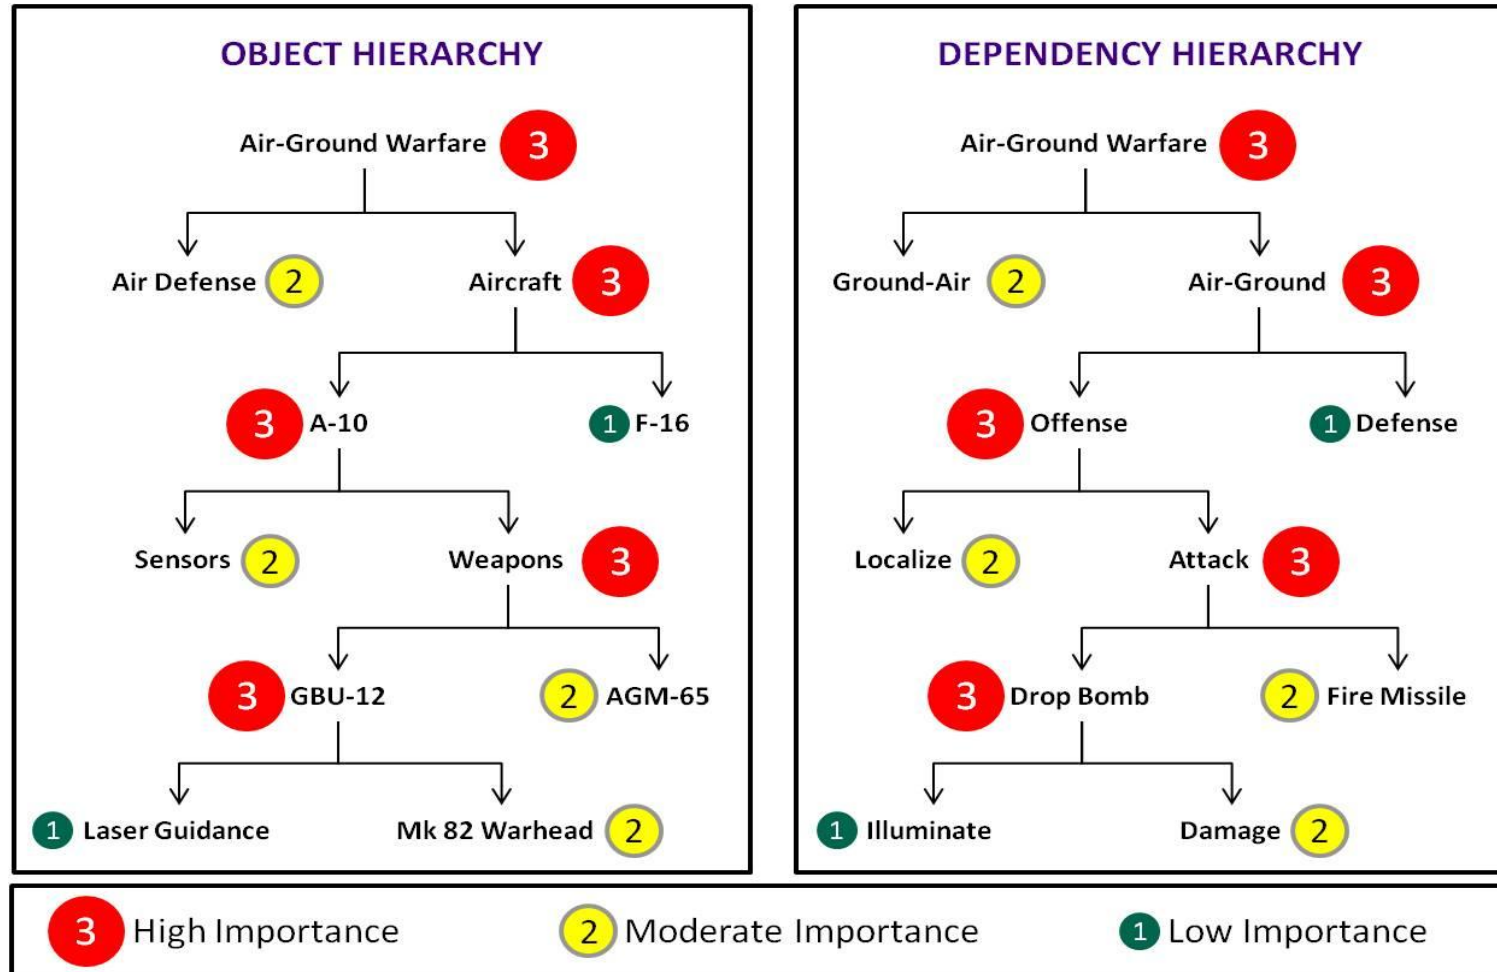 OBJECT HIERARCHY
Air-Ground Warfare 3
Air Defense 2 Aircraft 3
3 A-10 1 F-16
Sensors 2 Weapons 3
3 GBU-12 2 AGM-65
1 Laser Guidance Mk 82 Warhead 2
DEPENDENCY HIERARCHY
Air-Ground Warfare 3
Ground-Air 2 Air-Ground 3
3 Offense 1 Defense
Localize 2 Attack 3
3 Drop Bomb 2 Fire Missile
1 Illuminate Damage 2
3 High Importance 2 Moderate Importance 1 Low Importance